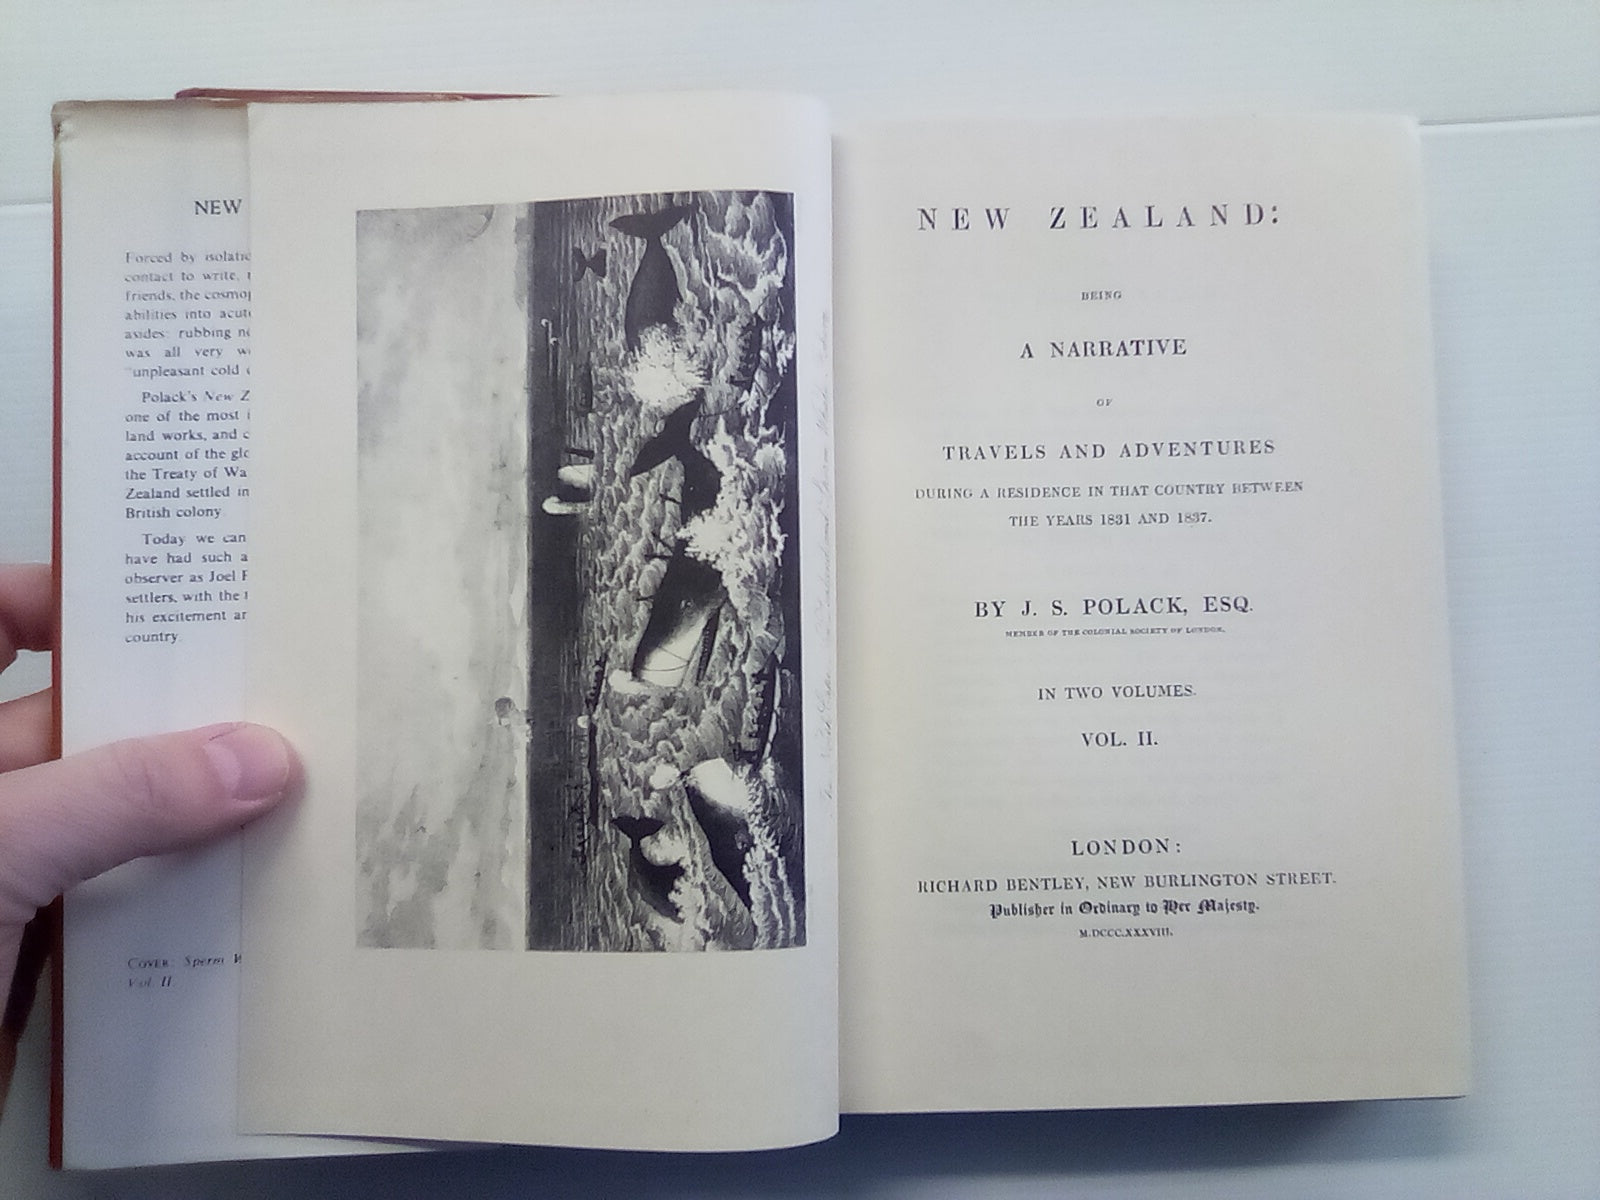 NEW
Forced by isolatio
contact to write,
friends, the cosmop
abilities into acut
asides: rubbing no
was all very w
"unpleasant cold
Polack's New Z
one of the most i
land works, and c
account of the glo
the Treaty of Wa
Zealand settled in
British colony.
Today we can
have had such a
observer as Joel
settlers, with the
his excitement an
country.
COVER: Sperm W
Vol. II
NEW ZEALAND:
BEING
A NARRATIVE
OF
TRAVELS AND ADVENTURES
DURING A RESIDENCE IN THAT COUNTRY BETWEEN
THE YEARS 1831 AND 1837.
BY J. S. POLACK, ESQ.
MEMBER OF THE COLONIAL SOCIETY OF LONDON.
IN TWO VOLUMES.
VOL. II.
LONDON:
RICHARD BENTLEY, NEW BURLINGTON STREET.
Publisher in Ordinary to Her Majesty.
M.DCCC.XXXVIII.